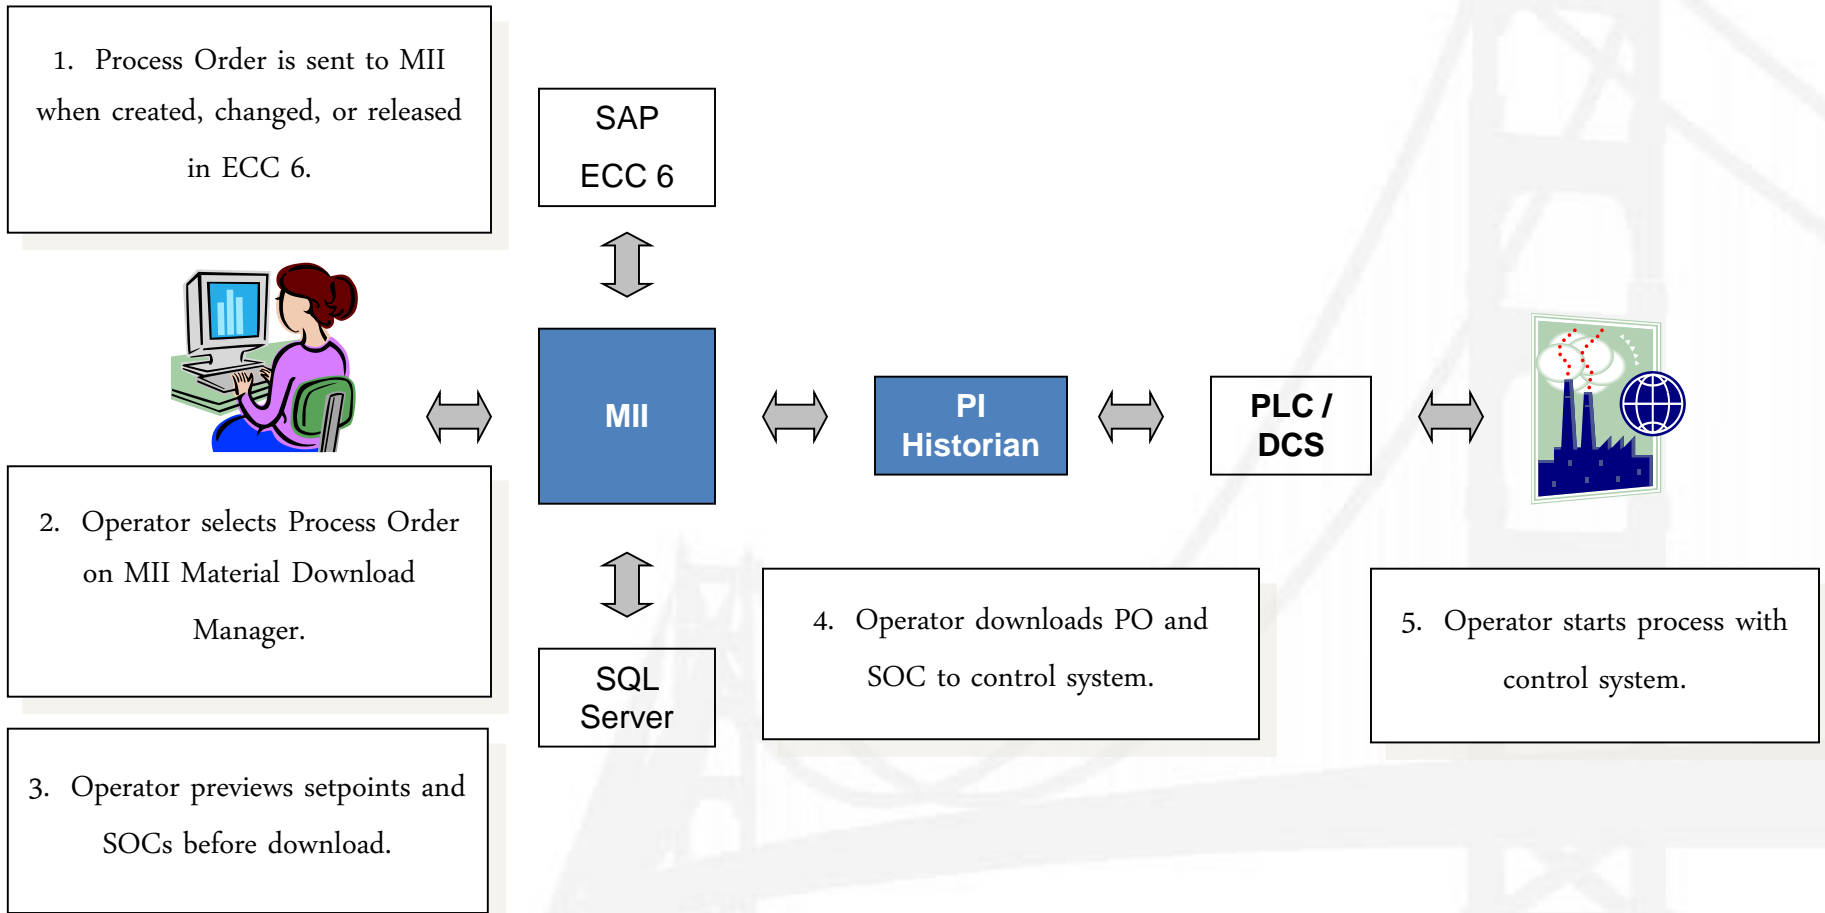 1. Process Order is sent to MII
when created, changed, or released
in ECC 6.
SAP
ECC 6
MII
PI
Historian
PLC /
DCS
2. Operator selects Process Order
on MII Material Download
Manager.
SQL
Server
4. Operator downloads PO and
SOC to control system.
5. Operator starts process with
control system.
3. Operator previews setpoints and
SOCs before download.